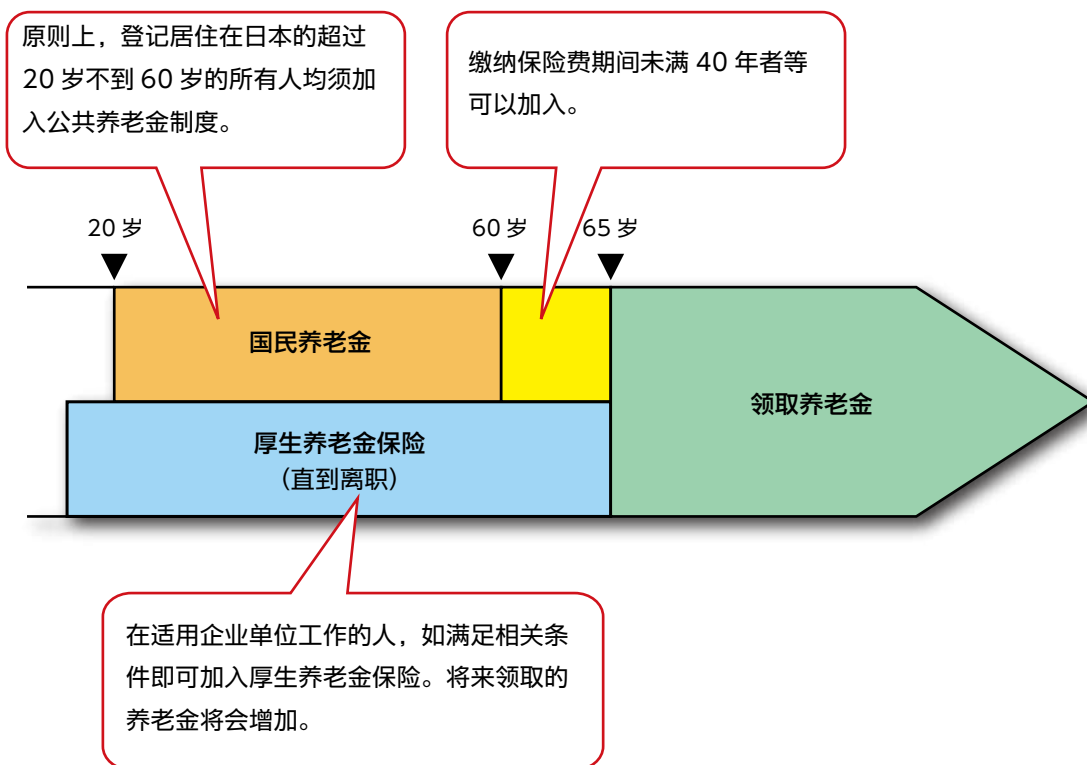 原则上，登记居住在日本的超过
20 岁不到 60 岁的所有人均须加
入公共养老金制度。
缴纳保险费期间未满 40 年者等
可以加入。
20 岁
60 岁
65 岁
国民养老金
领取养老金
厚生养老金保险
（直到离职）
在适用企业单位工作的人，如满足相关条
件即可加入厚生养老金保险。将来领取的
养老金将会增加。